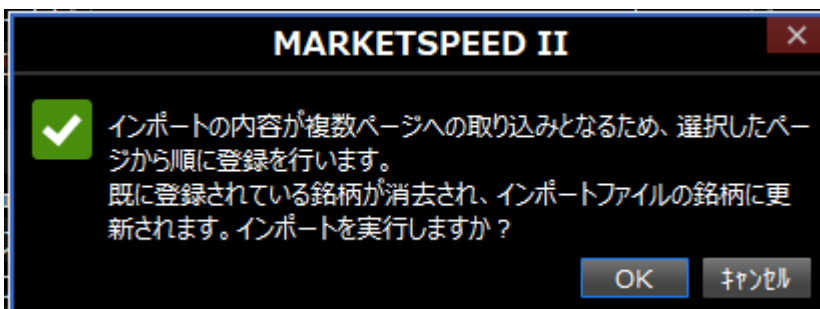 MARKETSPEED II
インポートの内容が複数ページへの取り込みとなるため、選択したペー
ジから順に登録を行います。
既に登録されている銘柄が消去され、インポートファイルの銘柄に更
新されます。インポートを実行しますか？
OK
ｷｬﾝｾﾙ